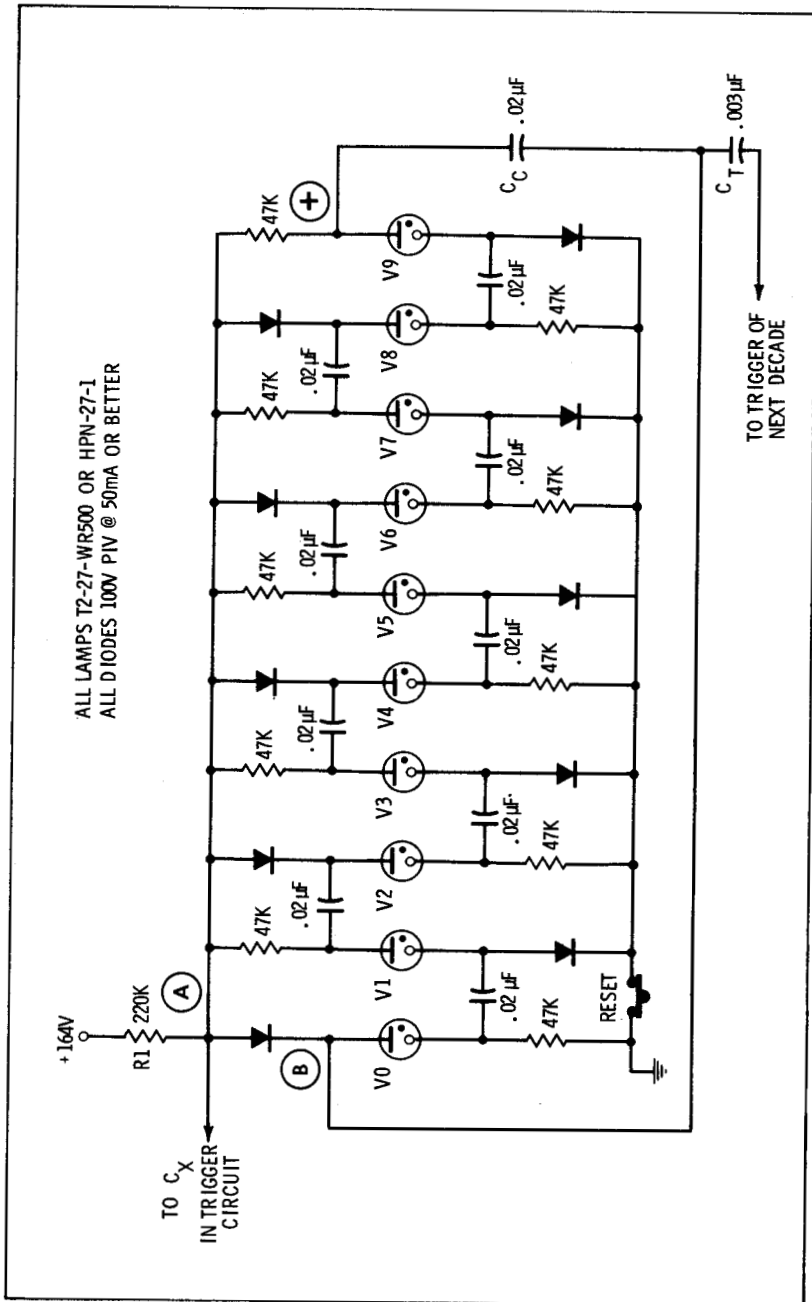 ALL LAMPS T2-27-WR500 OR HPN-27-1
ALL DIODES 100V PIV @ 50mA OR BETTER
+164V
R1
220K
A
TO CX
IN TRIGGER
CIRCUIT
B
47K
47K
47K
47K
47K
+
.02µF
.02µF
.02µF
.02µF
V0
V1
V2
V3
V4
V5
V6
V7
V8
V9
.02µF
.02µF
.02µF
.02µF
.02µF
47K
47K
47K
47K
47K
RESET
CC
.02µF
CT
.003µF
TO TRIGGER OF
NEXT DECADE